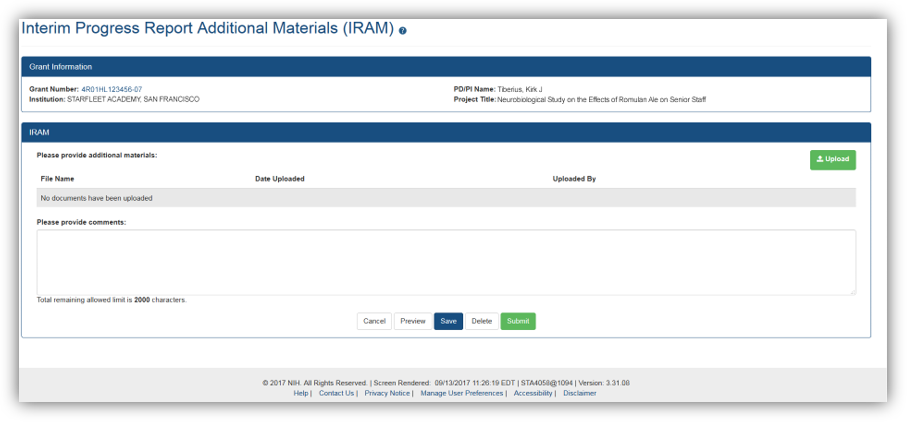 Interim Progress Report Additional Materials (IRAM) ?
Grant Information
Grant Number: 4R01HL123456-07
PD/PI Name: Tiberius, Kirk J
Institution: STARFLEET ACADEMY, SAN FRANCISCO
Project Title: Neurobiological Study on the Effects of Romulan Ale on Senior Staff
IRAM
Please provide additional materials:
Upload
File Name Date Uploaded Uploaded By
No documents have been uploaded
Please provide comments:
Total remaining allowed limit is 2000 characters.
Cancel Preview Save Delete Submit
© 2017 NIH. All Rights Reserved. | Screen Rendered: 09/13/2017 11:26:19 EDT | STA4058@1094 | Version: 3.31.08
Help | Contact Us | Privacy Notice | Manage User Preferences | Accessibility | Disclaimer